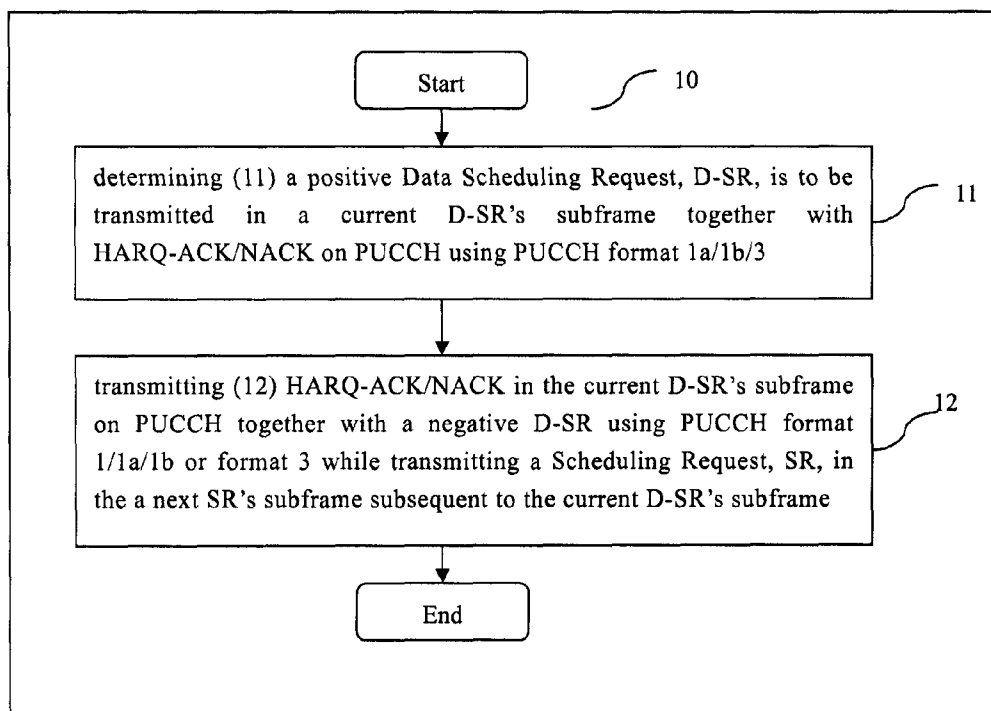 Start
10
determining (11) a positive Data Scheduling Request, D-SR, is to be
transmitted in a current D-SR's subframe together with
HARQ-ACK/NACK on PUCCH using PUCCH format 1a/1b/3
11
transmitting (12) HARQ-ACK/NACK in the current D-SR's subframe
on PUCCH together with a negative D-SR using PUCCH format
1/1a/1b or format 3 while transmitting a Scheduling Request, SR, in
the a next SR's subframe subsequent to the current D-SR's subframe
12
End